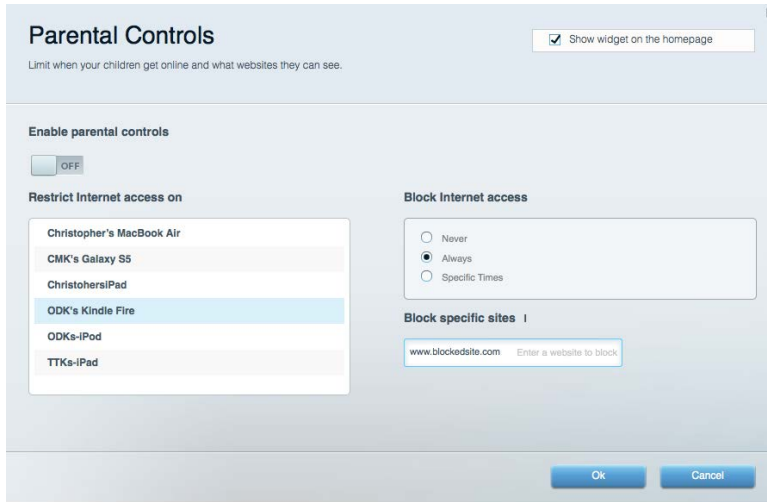 Parental Controls
Show widget on the homepage
Limit when your children get online and what websites they can see.
Enable parental controls
OFF
Restrict Internet access on
Christopher's MacBook Air
CMK's Galaxy S5
ChristohersiPad
ODK's Kindle Fire
ODKs-iPod
TTKs-iPad
Block Internet access
Never
Always
Specific Times
Block specific sites I
www.blockedsite.com Enter a website to block
Ok Cancel